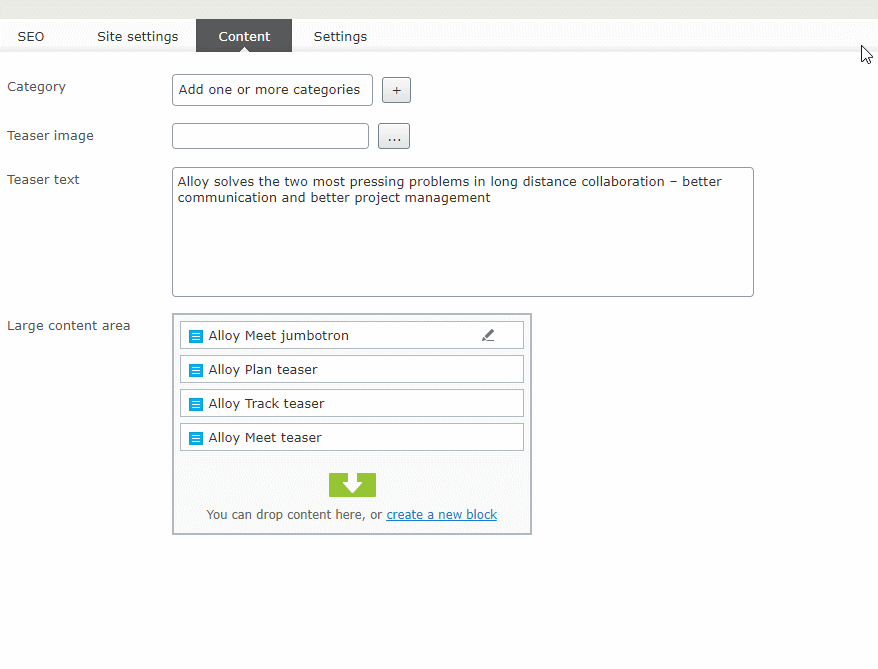 SEO Site settings Content Settings
Category Add one or more categories +
Teaser image ...
Teaser text Alloy solves the two most pressing problems in long distance collaboration – better
communication and better project management
Large content area
Alloy Meet jumbotron
Alloy Plan teaser
Alloy Track teaser
Alloy Meet teaser
You can drop content here, or create a new block